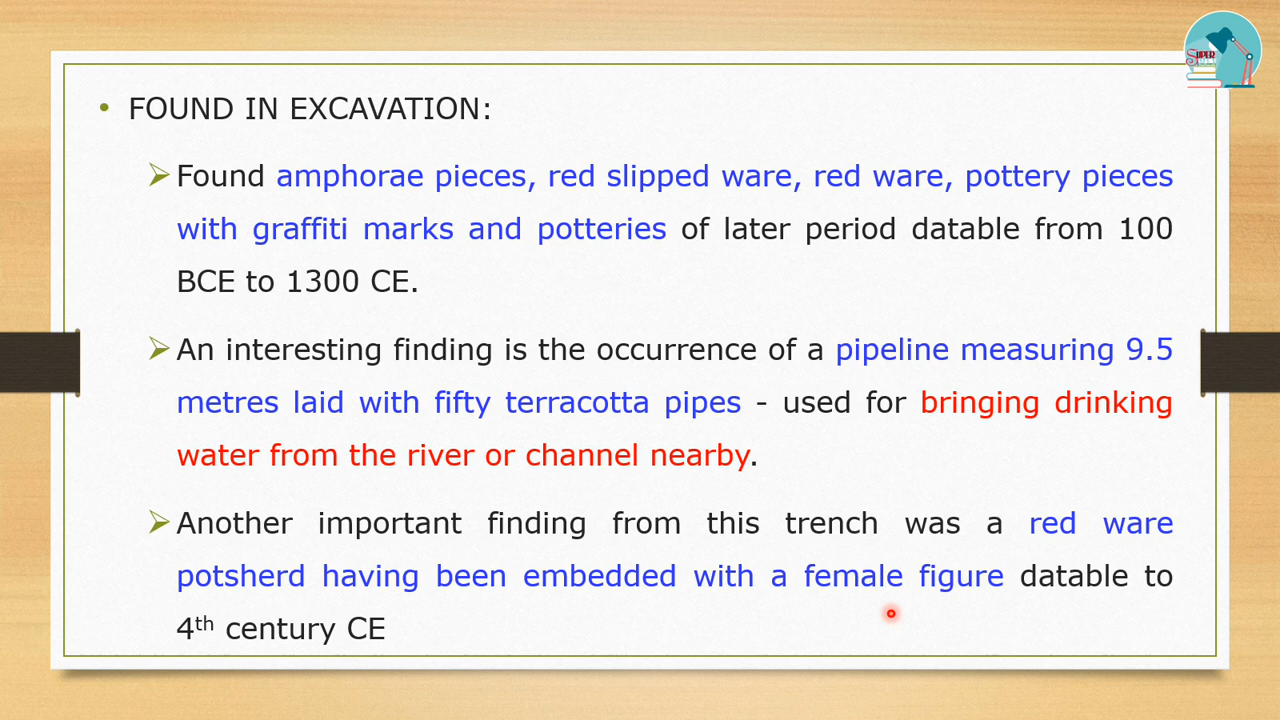 SUPER
• FOUND IN EXCAVATION:
➢ Found amphorae pieces, red slipped ware, red ware, pottery pieces
with graffiti marks and potteries of later period datable from 100
BCE to 1300 CE.
➢ An interesting finding is the occurrence of a pipeline measuring 9.5
metres laid with fifty terracotta pipes - used for bringing drinking
water from the river or channel nearby.
➢ Another important finding from this trench was a red ware
potsherd having been embedded with a female figure datable to
4th century CE